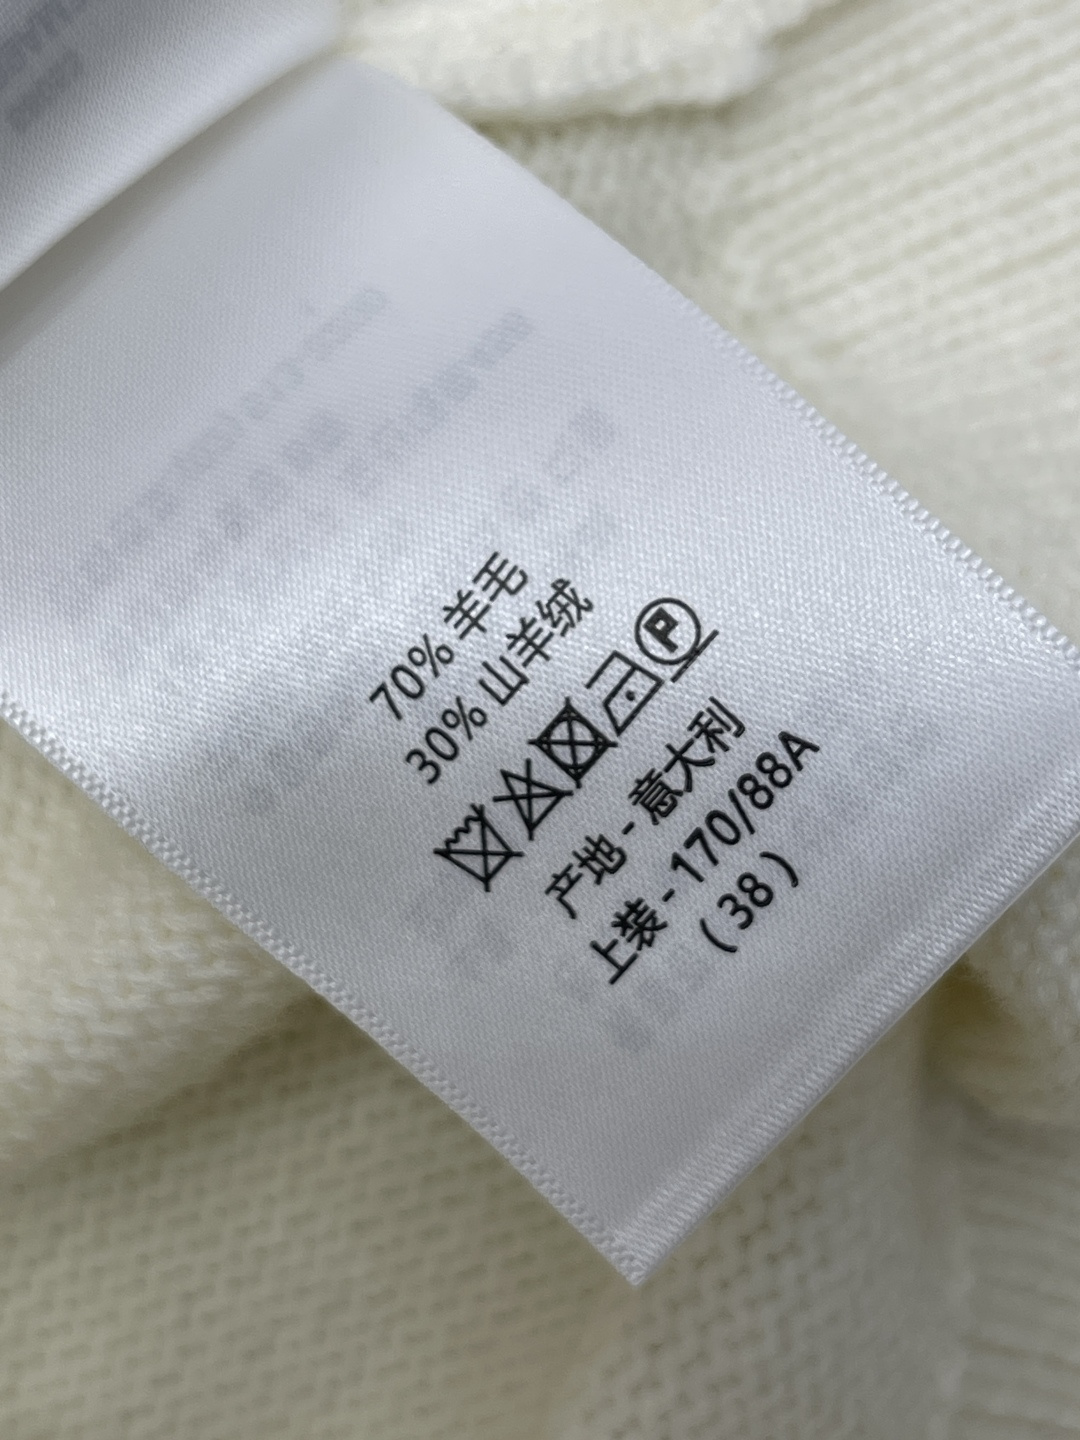 70% 羊毛
30% 山羊绒
P
产地 - 意大利
上装 - 170/88A
( 38 )